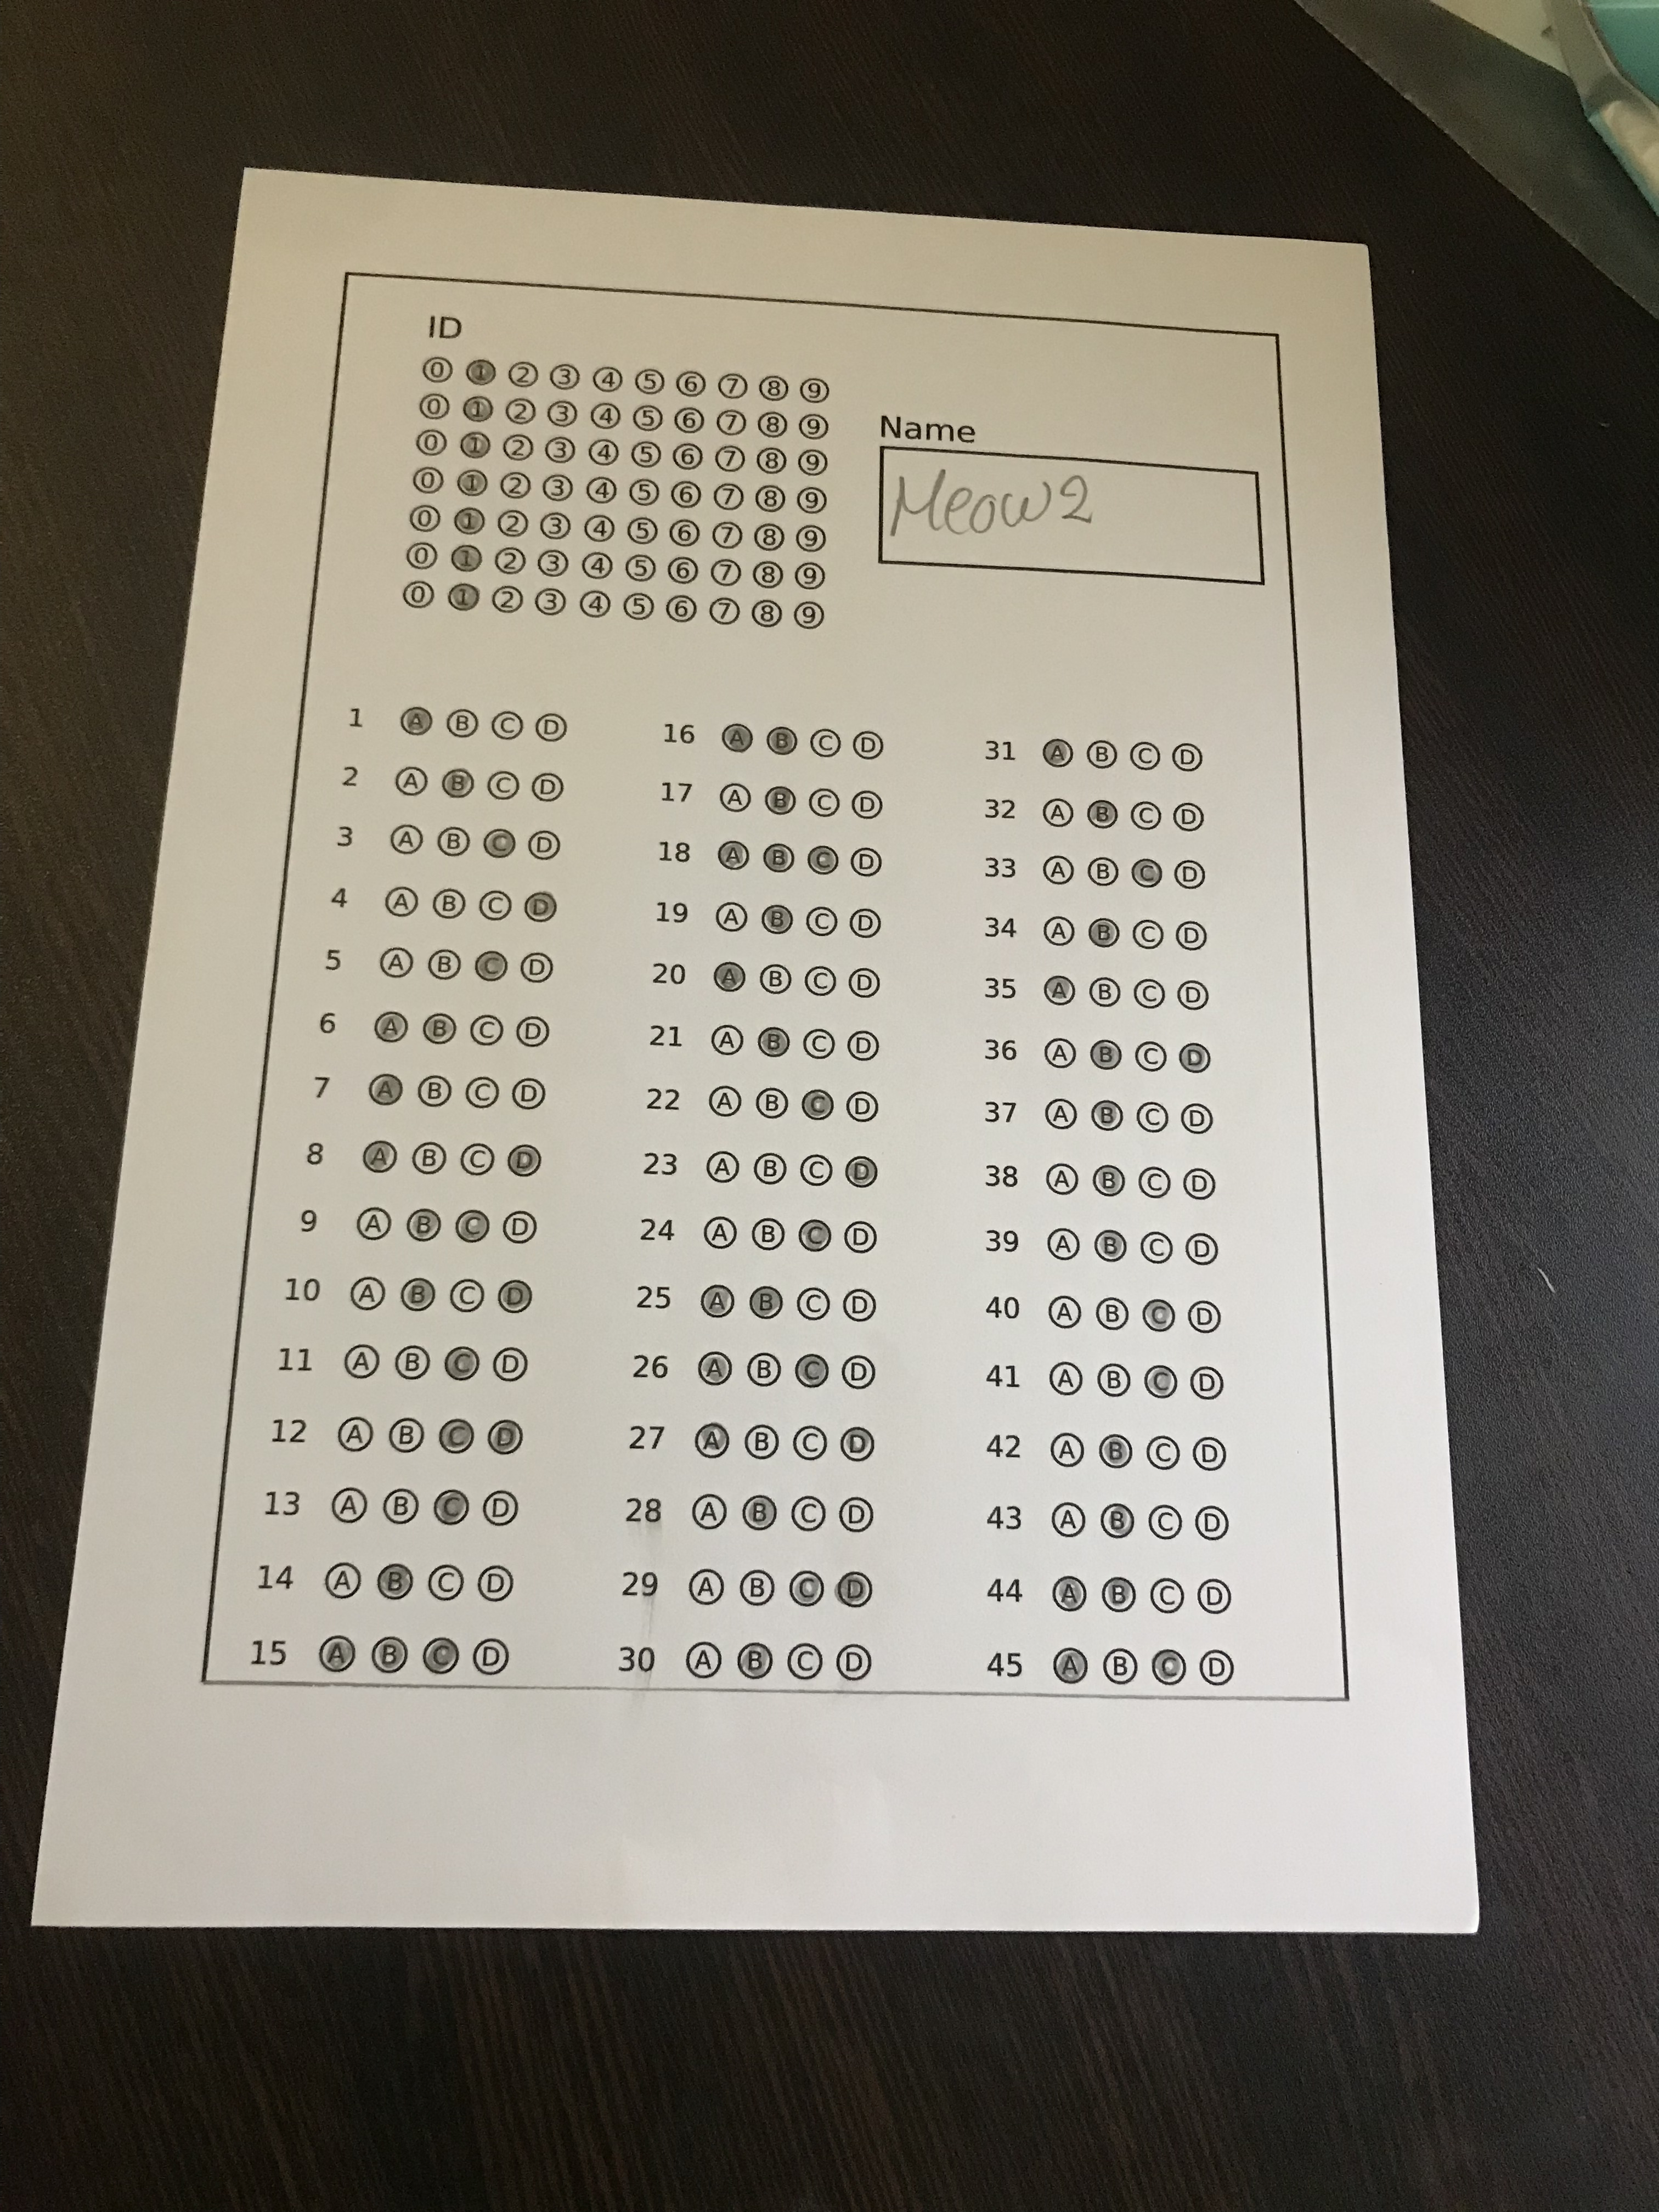 ID
0 1 2 3 4 5 6 7 8 9
0 1 2 3 4 5 6 7 8 9
0 1 2 3 4 5 6 7 8 9
0 1 2 3 4 5 6 7 8 9
0 1 2 3 4 5 6 7 8 9
0 1 2 3 4 5 6 7 8 9
0 1 2 3 4 5 6 7 8 9
Name
Meow2
1 A B C D
2 A B C D
3 A B C D
4 A B C D
5 A B C D
6 A B C D
7 A B C D
8 A B C D
9 A B C D
10 A B C D
11 A B C D
12 A B C D
13 A B C D
14 A B C D
15 A B C D
16 A B C D
17 A B C D
18 A B C D
19 A B C D
20 A B C D
21 A B C D
22 A B C D
23 A B C D
24 A B C D
25 A B C D
26 A B C D
27 A B C D
28 A B C D
29 A B C D
30 A B C D
31 A B C D
32 A B C D
33 A B C D
34 A B C D
35 A B C D
36 A B C D
37 A B C D
38 A B C D
39 A B C D
40 A B C D
41 A B C D
42 A B C D
43 A B C D
44 A B C D
45 A B C D